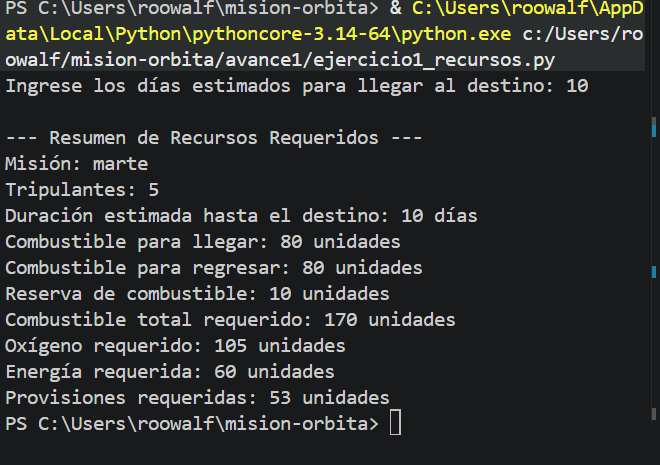 PS C:\Users\roowalf\mision-orbita> & C:\Users\roowalf\AppD
ata\Local\Python\pythoncore-3.14-64\python.exe c:/Users/ro
owalf/mision-orbita/avance1/ejercicio1_recursos.py
Ingrese los días estimados para llegar al destino: 10
--- Resumen de Recursos Requeridos ---
Misión: marte
Tripulantes: 5
Duración estimada hasta el destino: 10 días
Combustible para llegar: 80 unidades
Combustible para regresar: 80 unidades
Reserva de combustible: 10 unidades
Combustible total requerido: 170 unidades
Oxígeno requerido: 105 unidades
Energía requerida: 60 unidades
Provisiones requeridas: 53 unidades
PS C:\Users\roowalf\mision-orbita>